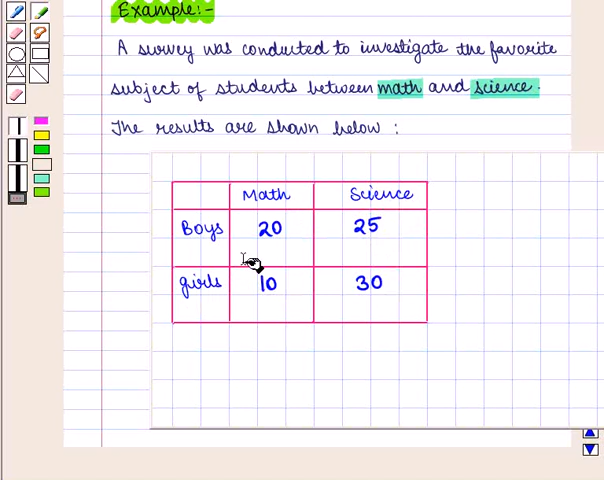 Example:-
A survey was conducted to investigate the favorite
subject of students between math and science.
The results are shown below :
Math Science
Boys 20 25
girls 10 30